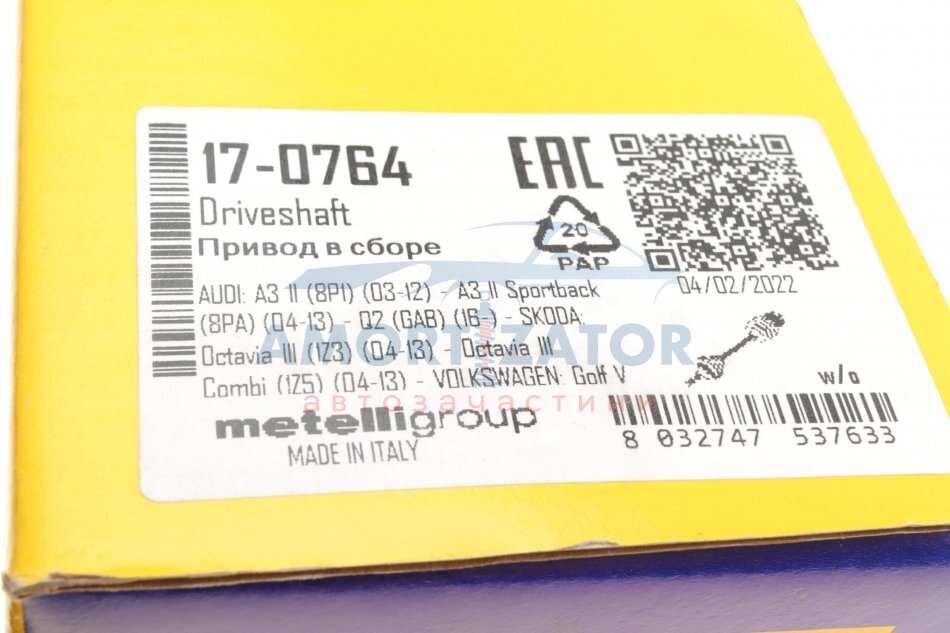 17-0764
EAC
Driveshaft
Привод в сборе
20
PAP
04/02/2022
AUDI: A3 II (8P1) (03-12) - A3 II Sportback
(8PA) (04-13) - Q2 (GAB) (16-) - SKODA:
Octavia III (1Z3) (04-13) - Octavia III
Combi (1Z5) (04-13) - VOLKSWAGEN: Golf V
w/o
metelligroup
MADE IN ITALY
8 032747 537633
AMORTIZATOR
автозапчастини